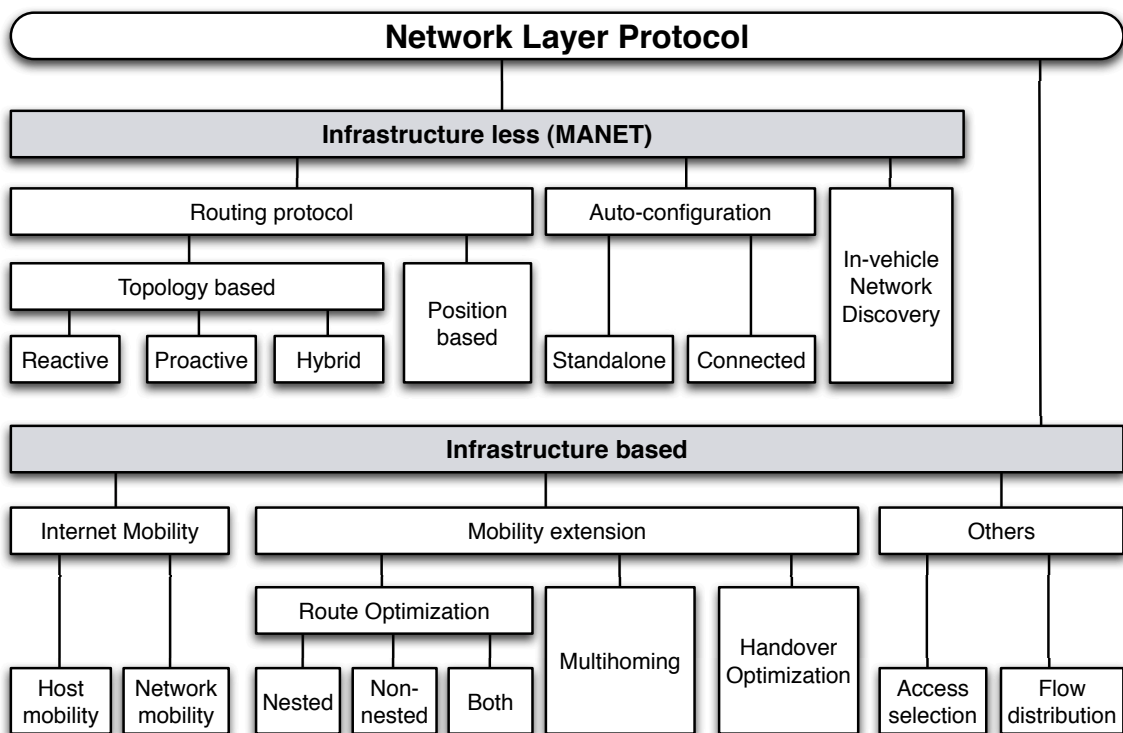 Network Layer Protocol
Infrastructure less (MANET)
Routing protocol
Auto-configuration
In-vehicle
Network
Discovery
Topology based
Position
based
Reactive
Proactive
Hybrid
Standalone
Connected
Infrastructure based
Internet Mobility
Mobility extension
Others
Route Optimization
Multihoming
Handover
Optimization
Host
mobility
Network
mobility
Nested
Non-
nested
Both
Access
selection
Flow
distribution